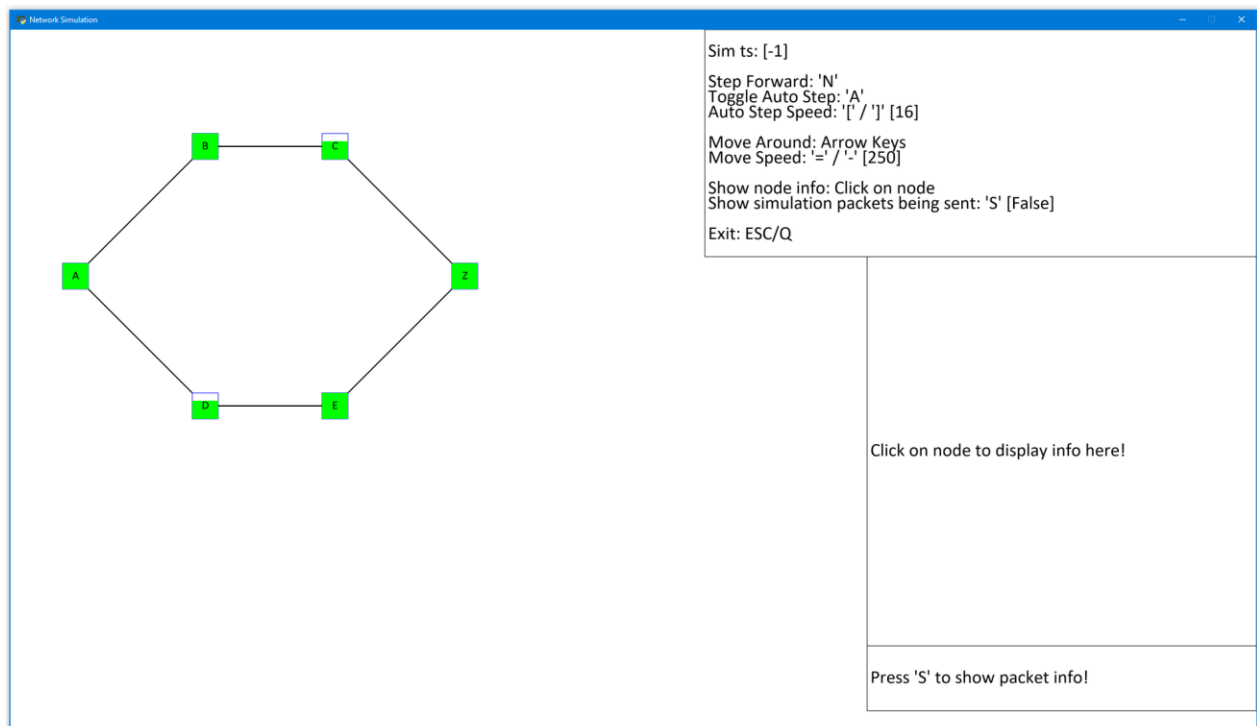 Network Simulation
Sim ts: [-1]
Step Forward: 'N'
Toggle Auto Step: 'A'
Auto Step Speed: '[' / ']' [16]
Move Around: Arrow Keys
Move Speed: '=' / '-' [250]
Show node info: Click on node
Show simulation packets being sent: 'S' [False]
Exit: ESC/Q
B
C
A
Z
D
E
Click on node to display info here!
Press 'S' to show packet info!